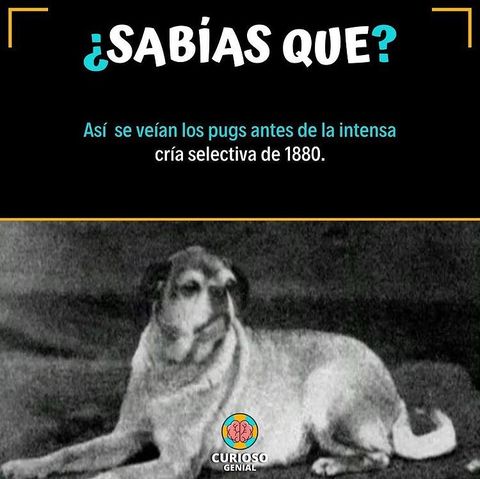 ¿SABÍAS QUE?
Así se veían los pugs antes de la intensa
cría selectiva de 1880.
CURIOSO
GENIAL